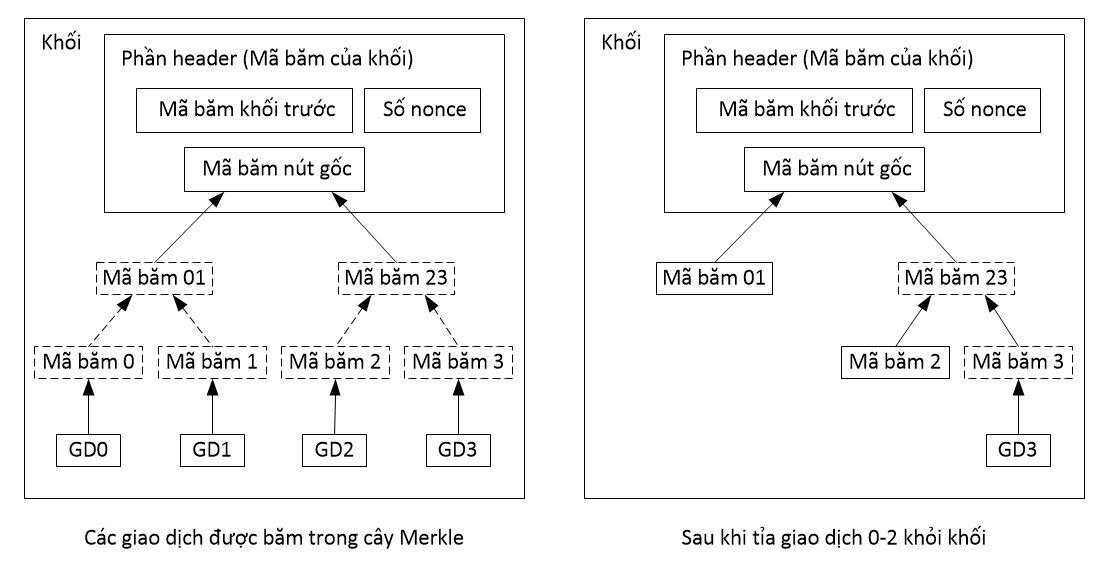 Khối
Phần header (Mã băm của khối)
Mã băm khối trước
Số nonce
Mã băm nút gốc
Mã băm 01
Mã băm 23
Mã băm 0
Mã băm 1
Mã băm 2
Mã băm 3
GD0
GD1
GD2
GD3
Các giao dịch được băm trong cây Merkle
Khối
Phần header (Mã băm của khối)
Mã băm khối trước
Số nonce
Mã băm nút gốc
Mã băm 01
Mã băm 23
Mã băm 2
Mã băm 3
GD3
Sau khi tỉa giao dịch 0-2 khỏi khối